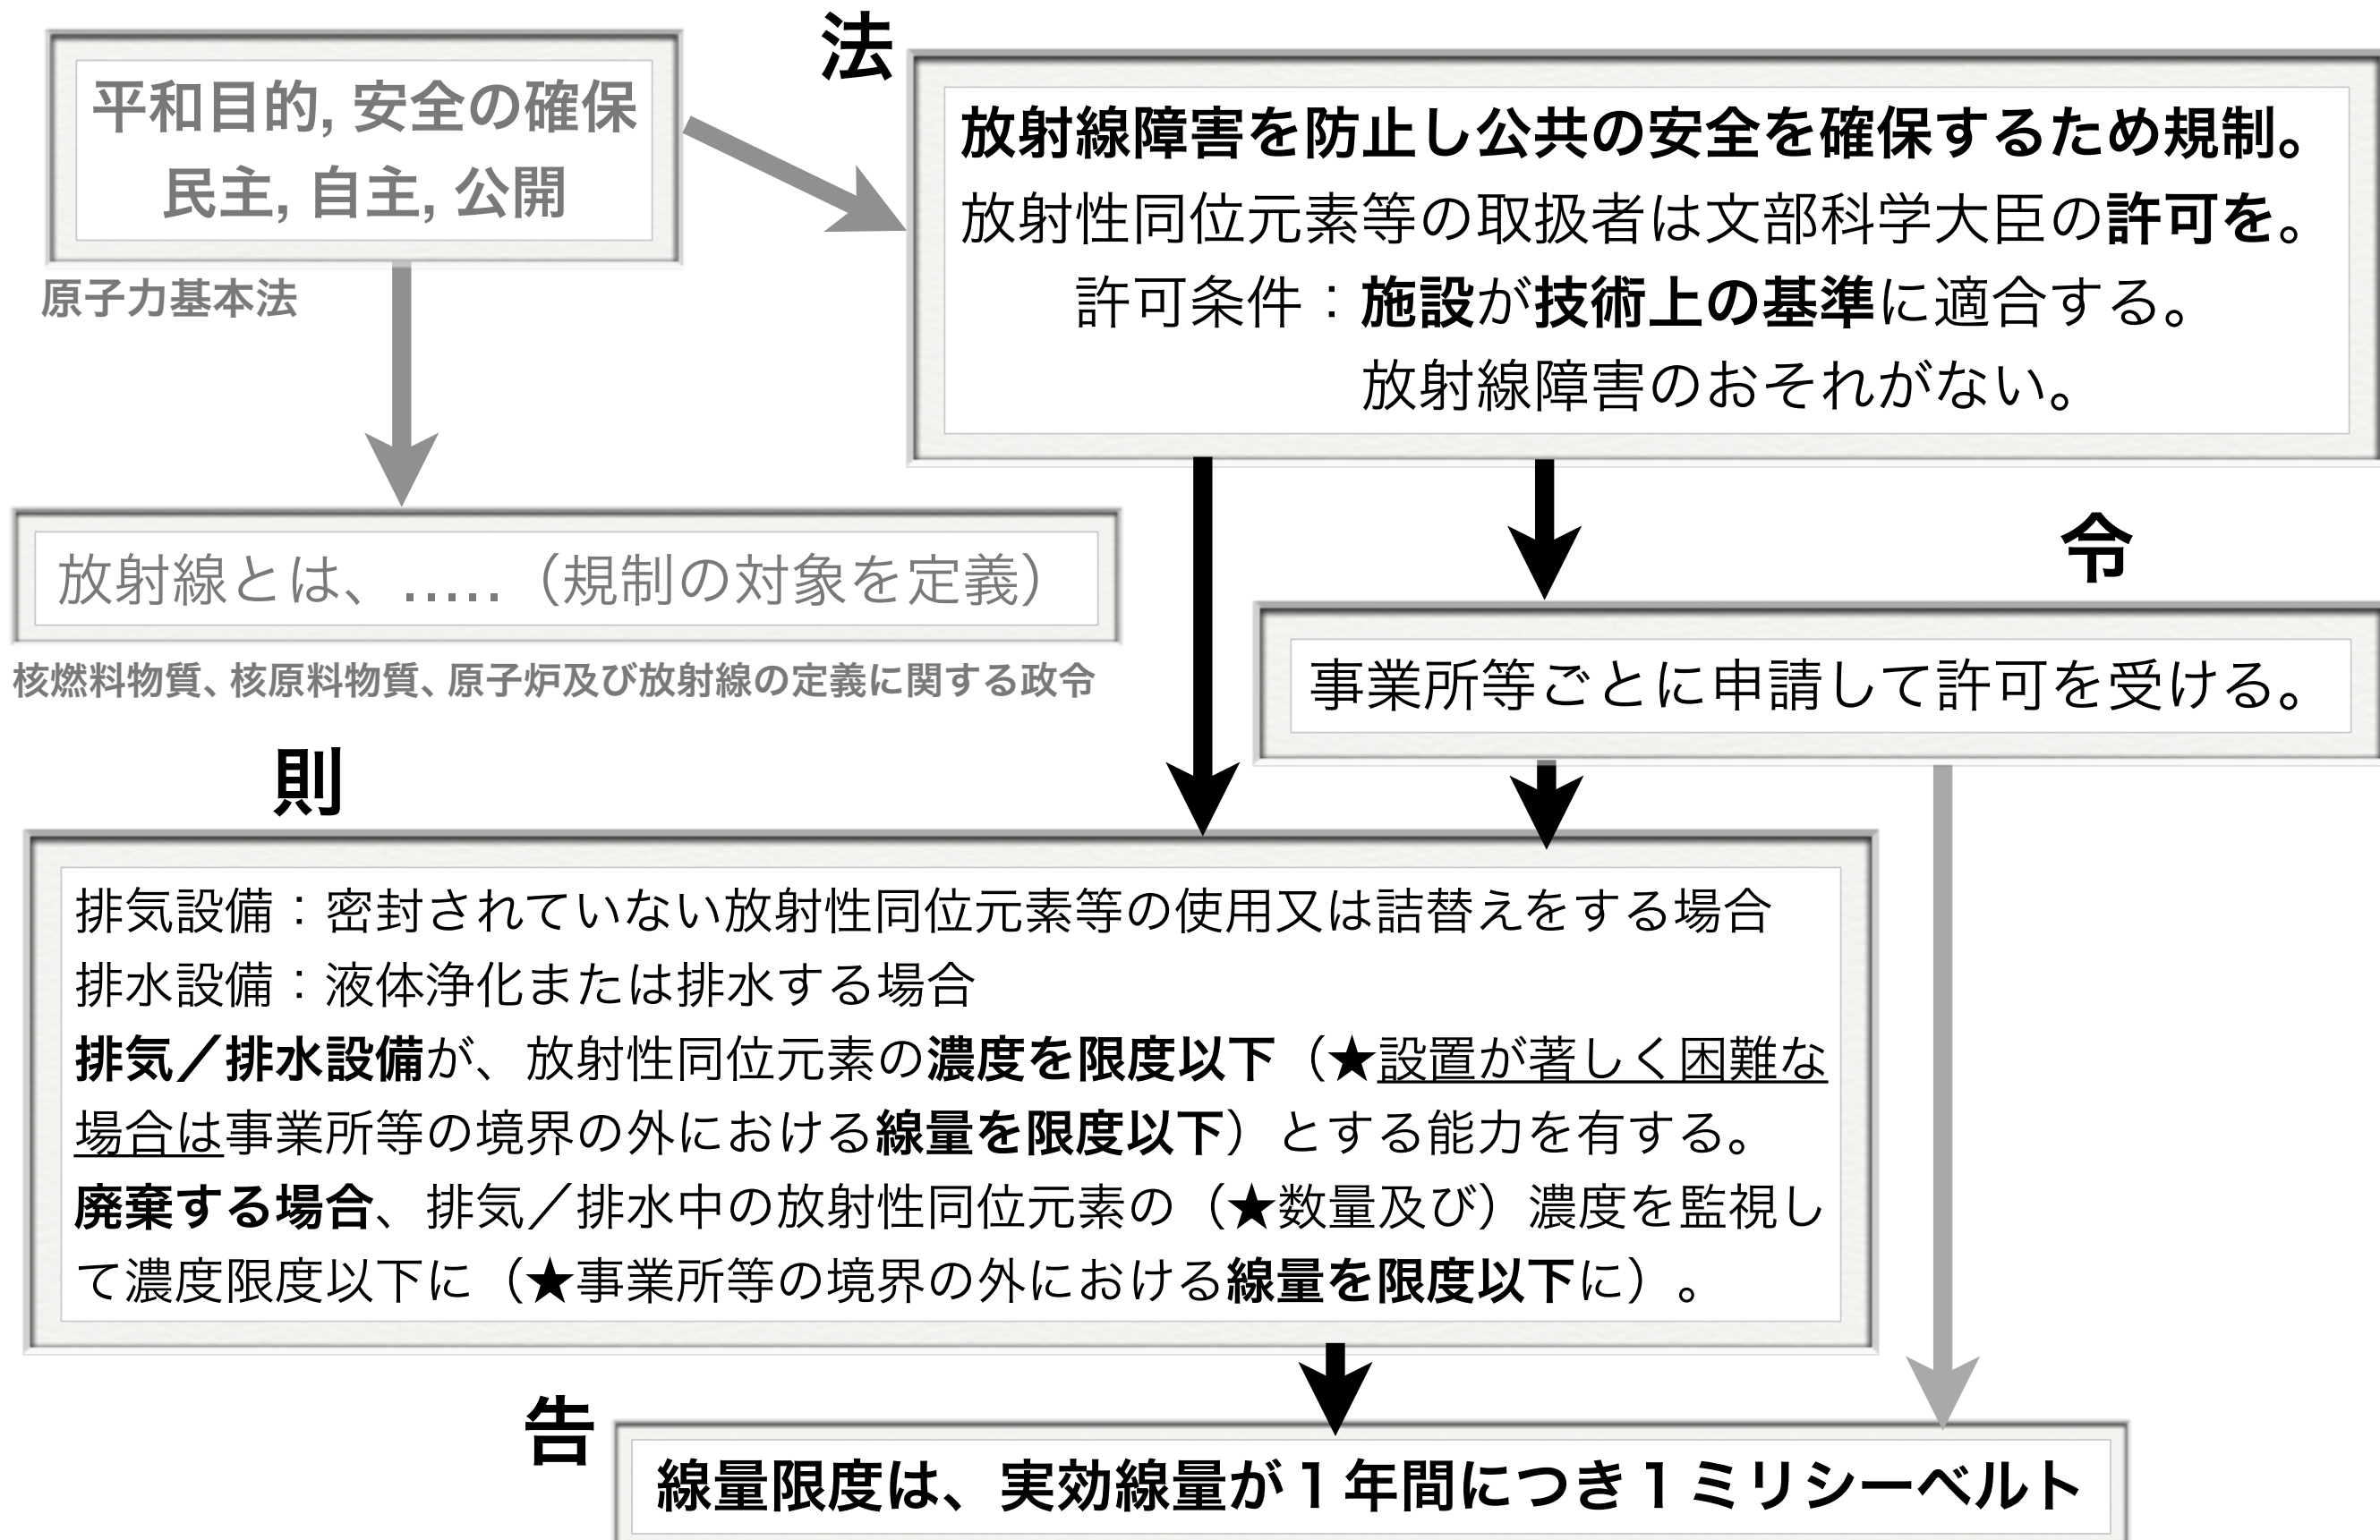 平和目的, 安全の確保
民主, 自主, 公開
原子力基本法
法
放射線障害を防止し公共の安全を確保するため規制。
放射性同位元素等の取扱者は文部科学大臣の許可を。
許可条件：施設が技術上の基準に適合する。
放射線障害のおそれがない。
放射線とは、.....（規制の対象を定義）
核燃料物質、核原料物質、原子炉及び放射線の定義に関する政令
令
事業所等ごとに申請して許可を受ける。
則
排気設備：密封されていない放射性同位元素等の使用又は詰替えをする場合
排水設備：液体浄化または排水する場合
排気／排水設備が、放射性同位元素の濃度を限度以下（★設置が著しく困難な
場合は事業所等の境界の外における線量を限度以下）とする能力を有する。
廃棄する場合、排気／排水中の放射性同位元素の（★数量及び）濃度を監視し
て濃度限度以下に（★事業所等の境界の外における線量を限度以下に）。
告
線量限度は、実効線量が１年間につき１ミリシーベルト